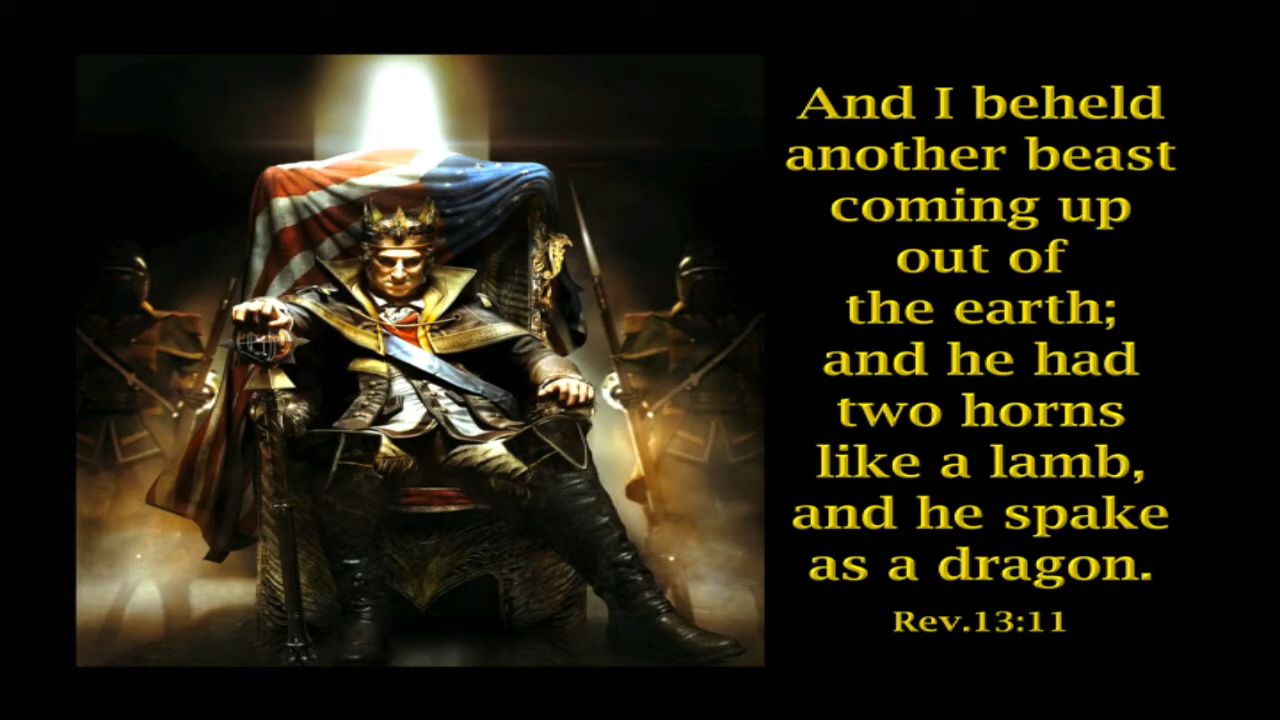 And I beheld
another beast
coming up
out of
the earth;
and he had
two horns
like a lamb,
and he spake
as a dragon.
Rev.13:11